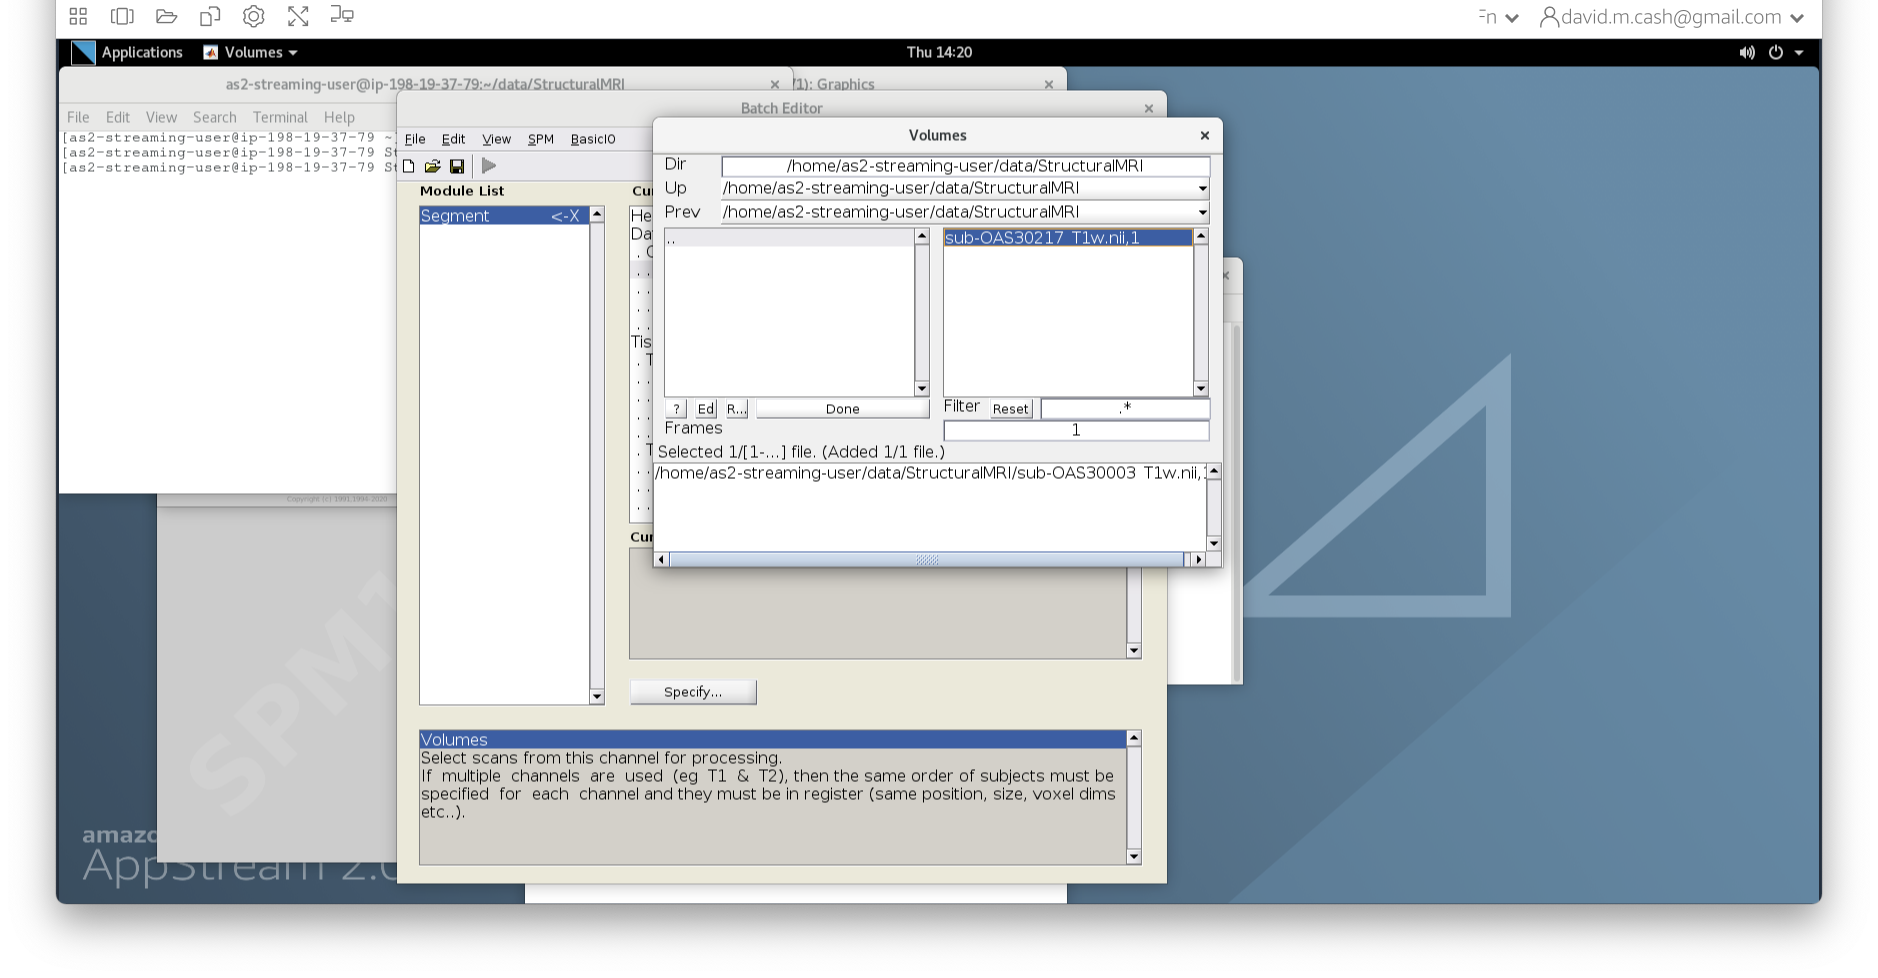 david.m.cash@gmail.com
Applications Volumes Thu 14:20
as2-streaming-user@ip-198-19-37-79:~/data/StructuralMRI
File Edit View Search Terminal Help
[as2-streaming-user@ip-198-19-37-79 ~]
[as2-streaming-user@ip-198-19-37-79 St
[as2-streaming-user@ip-198-19-37-79 St
Graphics
Batch Editor
File Edit View SPM BasicIO
Module List
Segment <-X
Volumes
Dir /home/as2-streaming-user/data/StructuralMRI
Up /home/as2-streaming-user/data/StructuralMRI
Prev /home/as2-streaming-user/data/StructuralMRI
..
sub-OAS30217_T1w.nii,1
? Ed R... Done
Filter Reset .*
Frames 1
Selected 1/[1-...] file. (Added 1/1 file.)
/home/as2-streaming-user/data/StructuralMRI/sub-OAS30003_T1w.nii,1
Specify...
Volumes
Select scans from this channel for processing.
If multiple channels are used (eg T1 & T2), then the same order of subjects must be
specified for each channel and they must be in register (same position, size, voxel dims
etc..).
Copyright (c) 1991,1994-2020
SPM1
amazo
AppStream 2.0